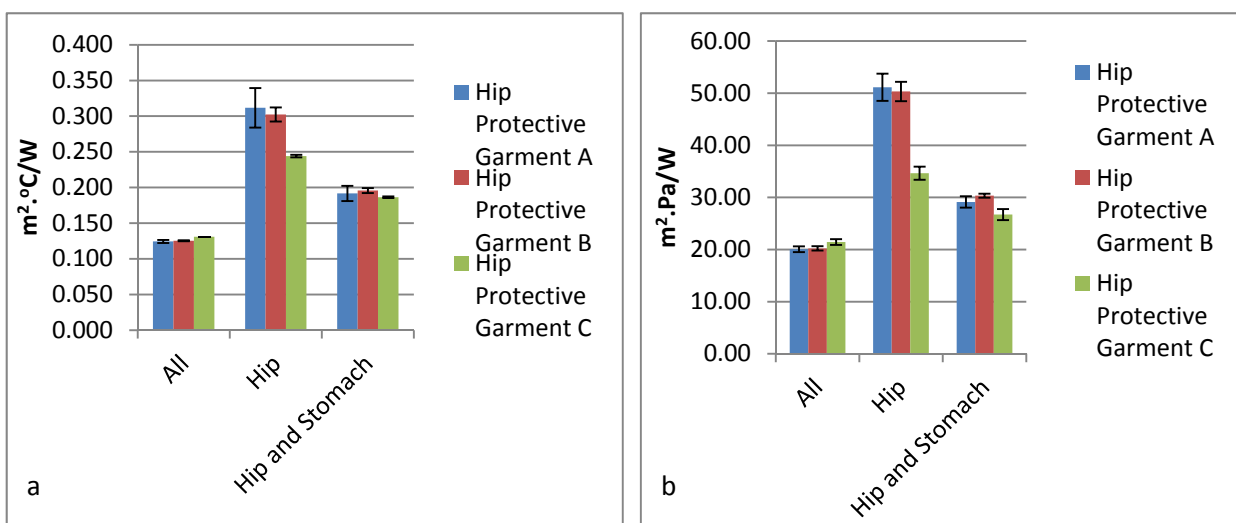 0.400
0.350
0.300
0.250
0.200
0.150
0.100
0.050
0.000
m².ºC/W
All
Hip
Hip and Stomach
Hip
Protective
Garment A
Hip
Protective
Garment B
Hip
Protective
Garment C
a
60.00
50.00
40.00
30.00
20.00
10.00
0.00
m².Pa/W
All
Hip
Hip and Stomach
Hip
Protective
Garment A
Hip
Protective
Garment B
Hip
Protective
Garment C
b